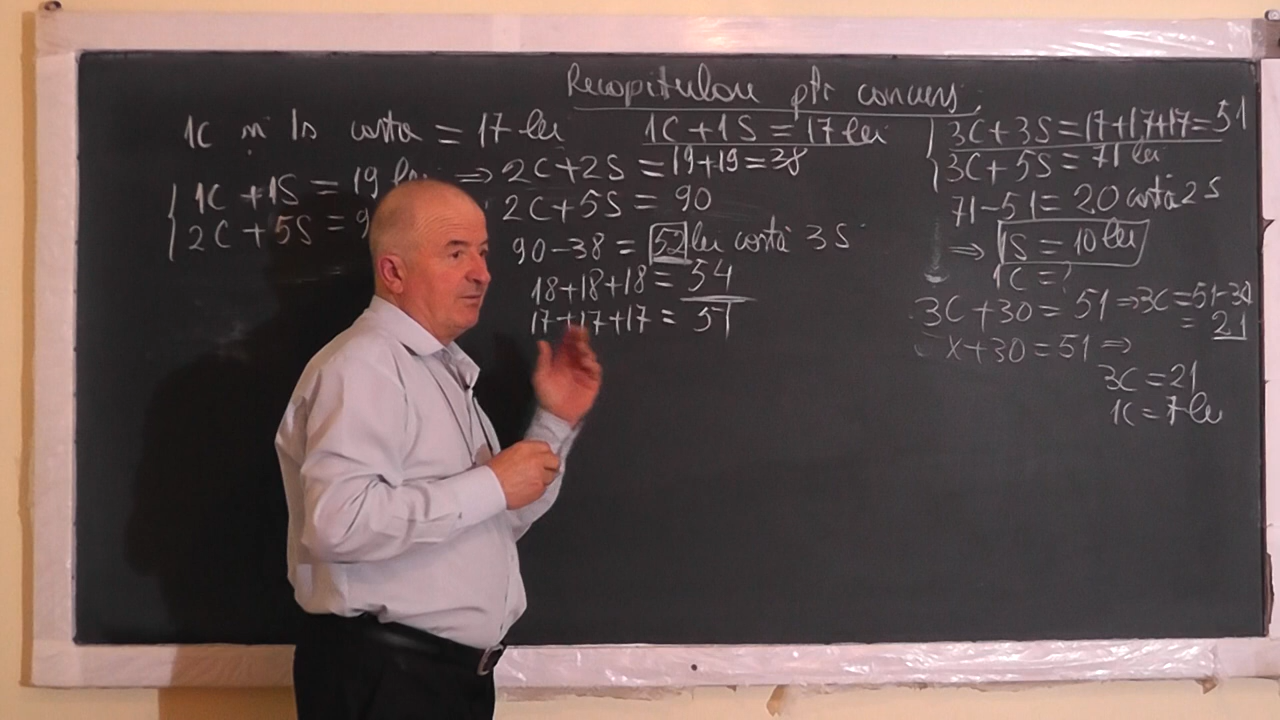 Recapitulare ptr concurs
1C și 1s costă = 17 lei
1C + 1S = 19 lei ⇒ 2C + 2S = 19+19=38
2C + 5S = 9
2C + 5S = 90
90-38 = 52 lei costă 3S
18+18+18 = 54
17+17+17 = 51
1C + 1S = 17 lei
3C+3S=17+17+17=51
3C+5S=71 lei
71-51=20 costă 2S
⇒ 1S = 10 lei
1C = ?
3C+30=51 ⇒ 3C=51-30
= 21
x+30=51 ⇒
3C=21
1C=7 lei